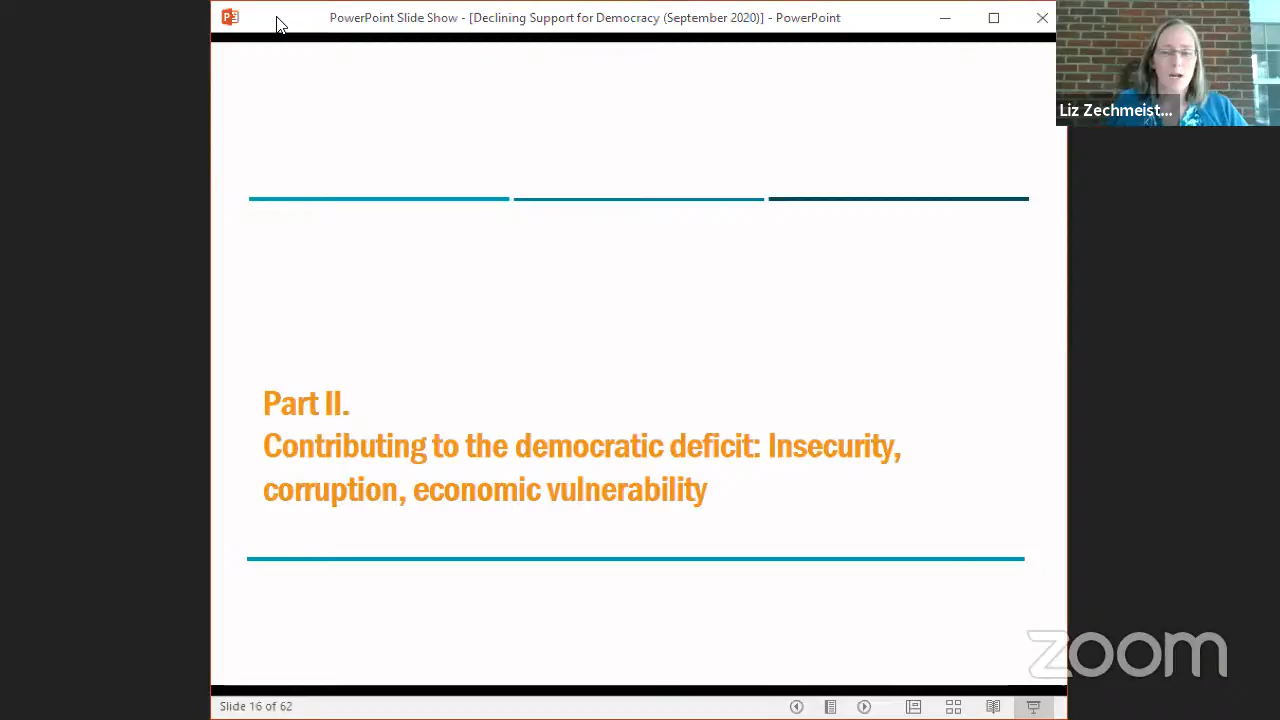 PowerPoint Slide Show - [Declining Support for Democracy (September 2020)] - PowerPoint
Liz Zechmeist...
Part II.
Contributing to the democratic deficit: Insecurity,
corruption, economic vulnerability
zoom
Slide 16 of 62